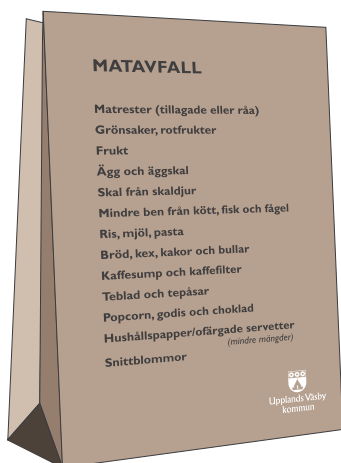 MATAVFALL
Matrester (tillagade eller råa)
Grönsaker, rotfrukter
Frukt
Ägg och äggskal
Skal från skaldjur
Mindre ben från kött, fisk och fågel
Ris, mjöl, pasta
Bröd, kex, kakor och bullar
Kaffesump och kaffefilter
Teblad och tepåsar
Popcorn, godis och choklad
Hushållspapper/ofärgade servetter
(mindre mängder)
Snittblommor
Upplands Väsby
kommun